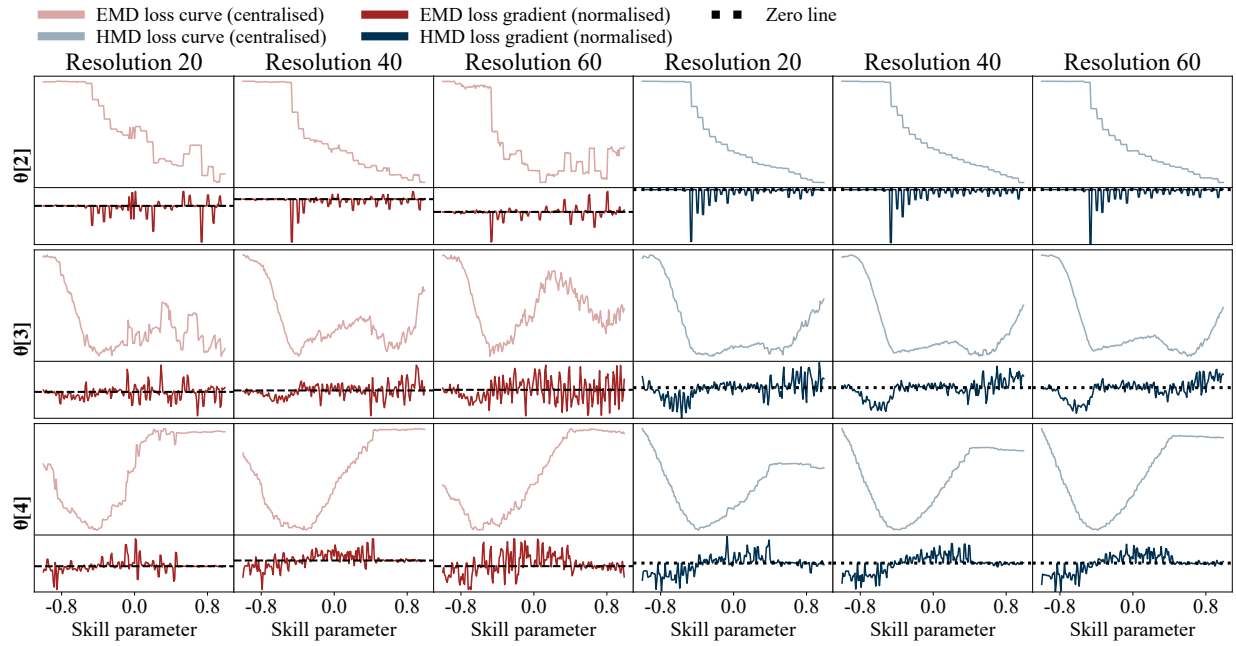 EMD loss curve (centralised) EMD loss gradient (normalised) Zero line
HMD loss curve (centralised) HMD loss gradient (normalised)
Resolution 20 Resolution 40 Resolution 60 Resolution 20 Resolution 40 Resolution 60
θ[2]
θ[3]
θ[4]
-0.8 0.0 0.8 -0.8 0.0 0.8 -0.8 0.0 0.8 -0.8 0.0 0.8 -0.8 0.0 0.8 -0.8 0.0 0.8
Skill parameter Skill parameter Skill parameter Skill parameter Skill parameter Skill parameter